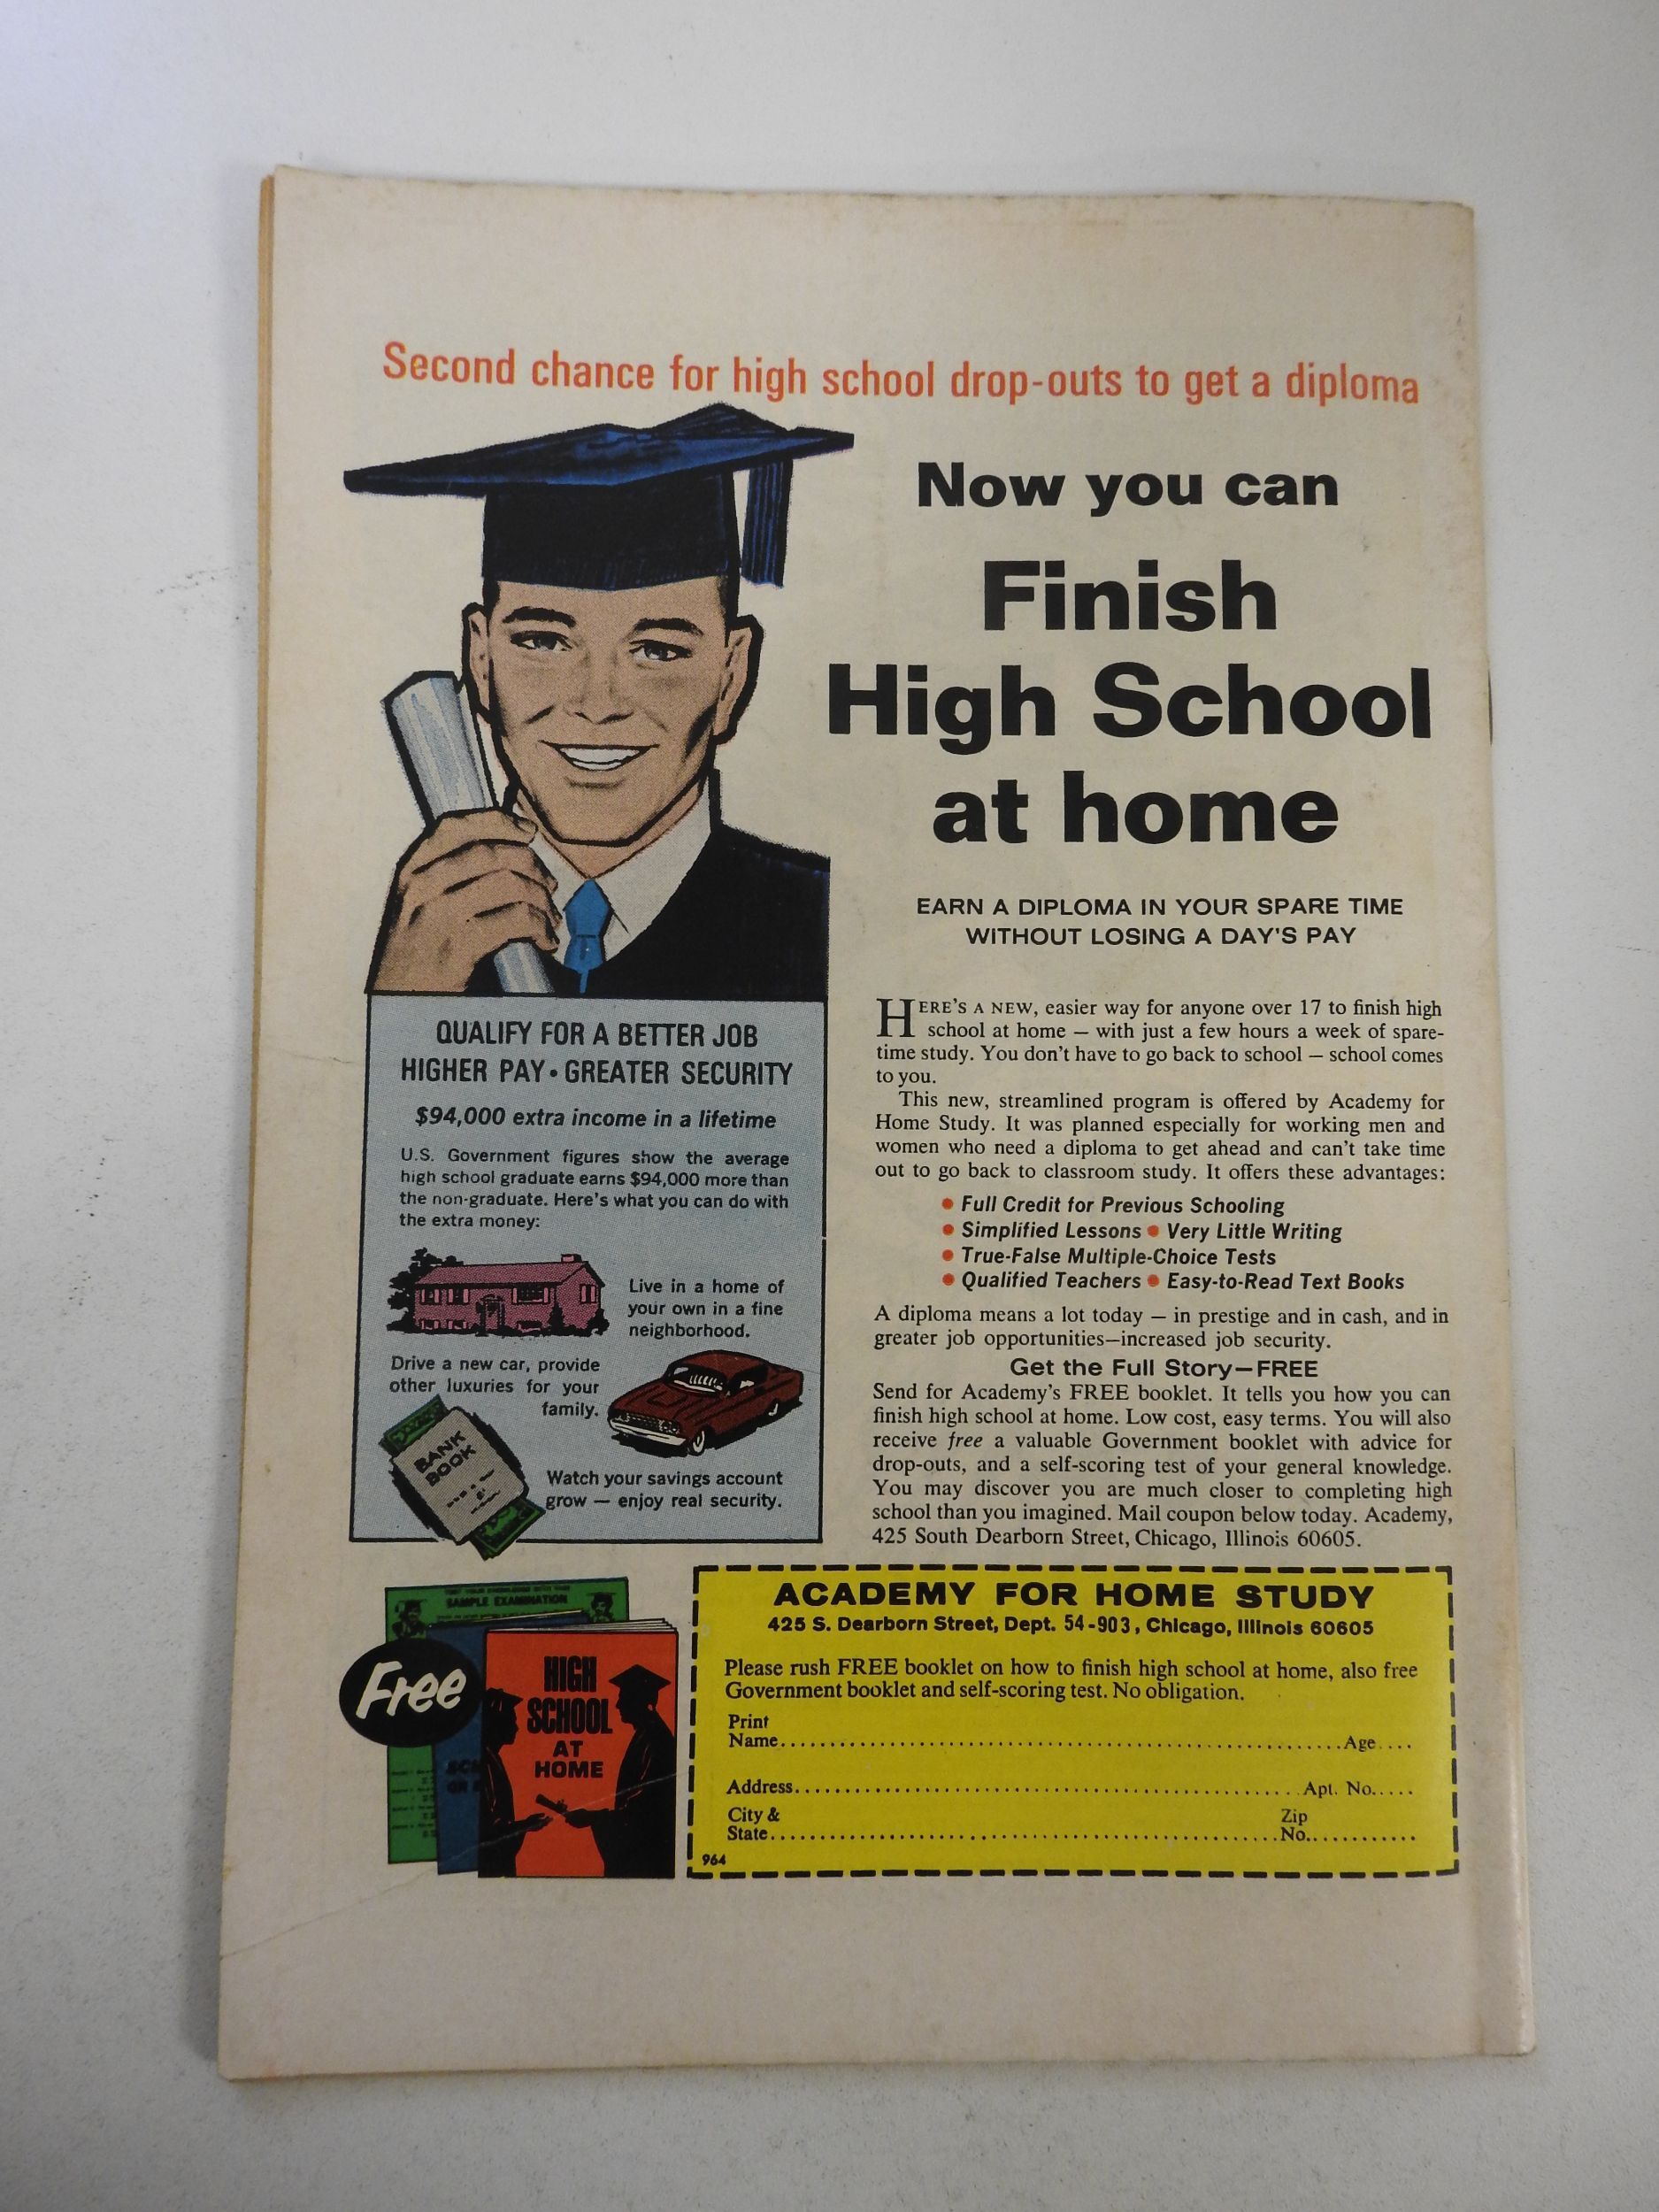 Second chance for high school drop-outs to get a diploma
Now you can
Finish
High School
at home
EARN A DIPLOMA IN YOUR SPARE TIME
WITHOUT LOSING A DAY'S PAY
HERE'S A NEW, easier way for anyone over 17 to finish high
school at home — with just a few hours a week of spare-
time study. You don't have to go back to school — school comes
to you.
This new, streamlined program is offered by Academy for
Home Study. It was planned especially for working men and
women who need a diploma to get ahead and can't take time
out to go back to classroom study. It offers these advantages:
• Full Credit for Previous Schooling
• Simplified Lessons • Very Little Writing
• True-False Multiple-Choice Tests
• Qualified Teachers • Easy-to-Read Text Books
A diploma means a lot today — in prestige and in cash, and in
greater job opportunities—increased job security.
Get the Full Story—FREE
Send for Academy's FREE booklet. It tells you how you can
finish high school at home. Low cost, easy terms. You will also
receive free a valuable Government booklet with advice for
drop-outs, and a self-scoring test of your general knowledge.
You may discover you are much closer to completing high
school than you imagined. Mail coupon below today. Academy,
425 South Dearborn Street, Chicago, Illinois 60605.
QUALIFY FOR A BETTER JOB
HIGHER PAY • GREATER SECURITY
$94,000 extra income in a lifetime
U.S. Government figures show the average
high school graduate earns $94,000 more than
the non-graduate. Here's what you can do with
the extra money:
Live in a home of
your own in a fine
neighborhood.
Drive a new car, provide
other luxuries for your
family.
BANK
BOOK
Watch your savings account
grow — enjoy real security.
SAMPLE EXAMINATION
Free
HIGH
SCHOOL
AT
HOME
ACADEMY FOR HOME STUDY
425 S. Dearborn Street, Dept. 54-903, Chicago, Illinois 60605
Please rush FREE booklet on how to finish high school at home, also free
Government booklet and self-scoring test. No obligation.
Print
Name.......................................................Age....
Address..................................................Apt. No.....
City & Zip
State..................................................No............
964